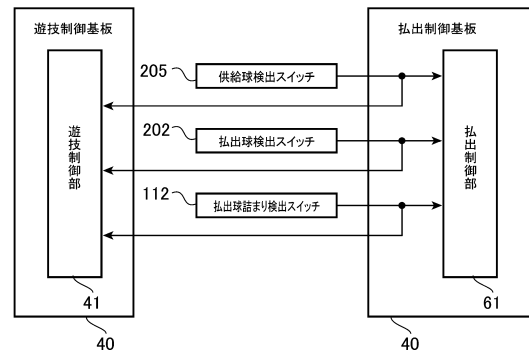 遊技制御基板
払出制御基板
205
供給球検出スイッチ
202
払出球検出スイッチ
112
払出球詰まり検出スイッチ
遊技制御部
払出制御部
41
61
40
40